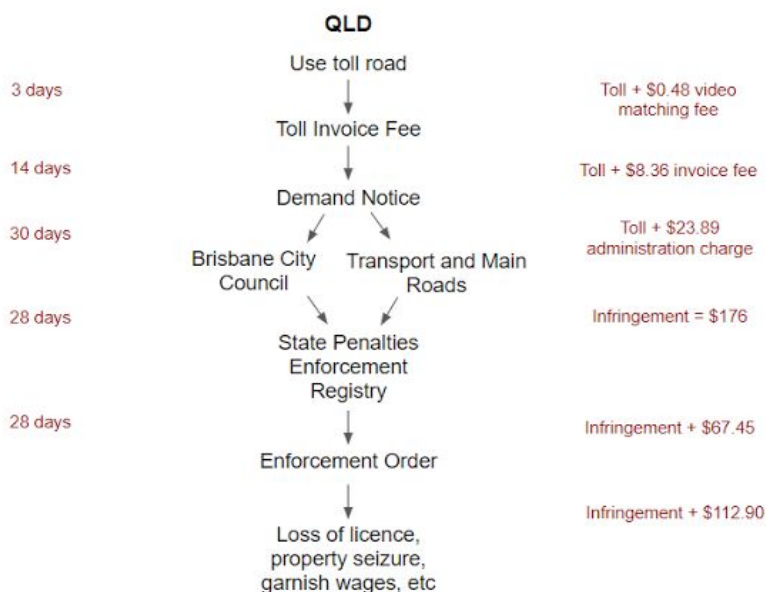 QLD
Use toll road
3 days
Toll + $0.48 video
matching fee
Toll Invoice Fee
14 days
Toll + $8.36 invoice fee
Demand Notice
30 days
Toll + $23.89
administration charge
Brisbane City
Council
Transport and Main
Roads
28 days
Infringement = $176
State Penalties
Enforcement
Registry
28 days
Infringement + $67.45
Enforcement Order
Infringement + $112.90
Loss of licence,
property seizure,
garnish wages, etc